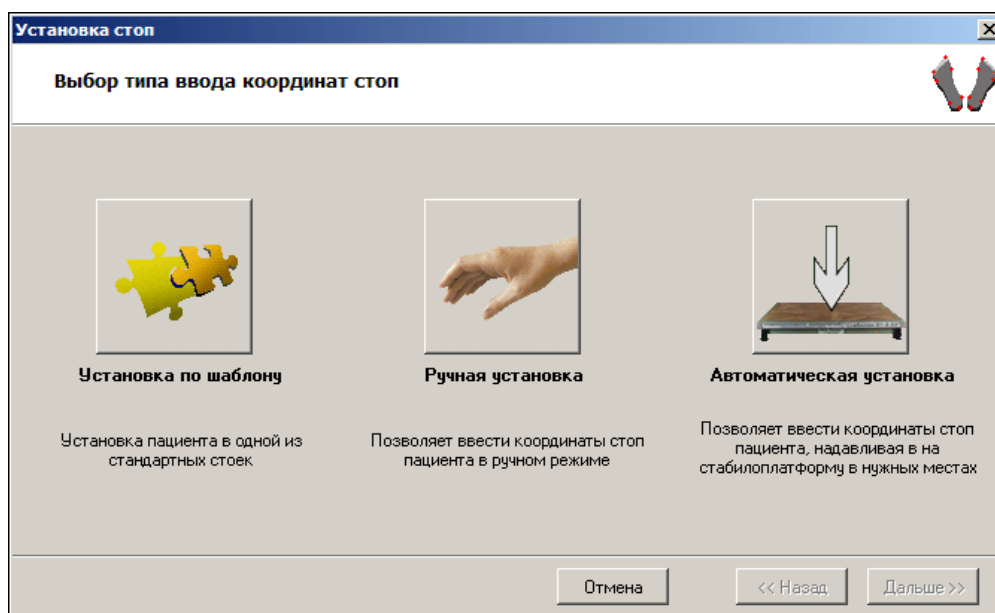 Установка стоп
Выбор типа ввода координат стоп
Установка по шаблону
Установка пациента в одной из
стандартных стоек
Ручная установка
Позволяет ввести координаты стоп
пациента в ручном режиме
Автоматическая установка
Позволяет ввести координаты стоп
пациента, надавливая в на
стабилоплатформу в нужных местах
Отмена
<< Назад
Дальше >>